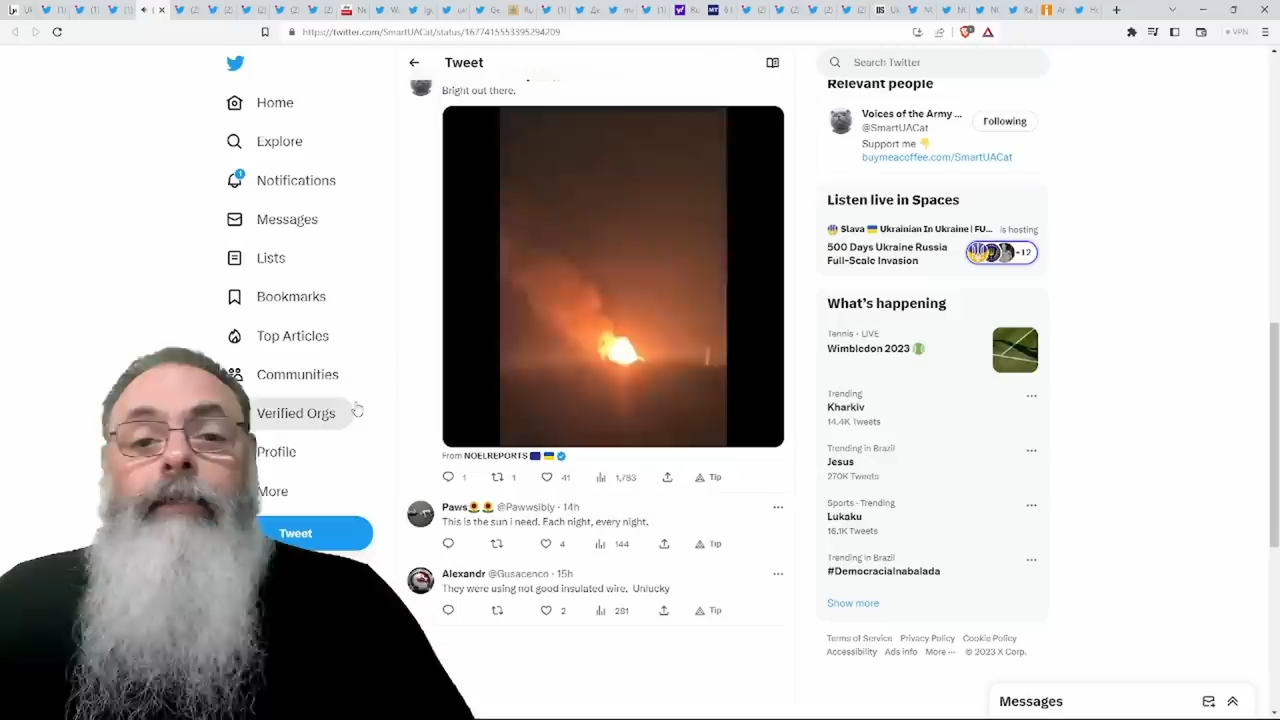 https://twitter.com/SmartUACat/status/1677415553395294209
VPN
Home
Explore
1
Notifications
Messages
Lists
Bookmarks
Top Articles
Communities
Verified Orgs
Profile
More
Tweet
Tweet
Bright out there.
From NOELREPORTS
1
1
41
1,783
Tip
Paws @Pawwsibly · 14h
This is the sun i need. Each night, every night.
4
144
Tip
Alexandr @Gusacenco · 15h
They were using not good insulated wire. Unlucky
2
281
Tip
Search Twitter
Relevant people
Voices of the Army ...
@SmartUACat
Following
Support me
buymeacoffee.com/SmartUACat
Listen live in Spaces
Slava Ukrainian In Ukraine | FU... is hosting
500 Days Ukraine Russia
Full-Scale Invasion
+12
What's happening
Tennis · LIVE
Wimbledon 2023
Trending
Kharkiv
14.4K Tweets
Trending in Brazil
Jesus
270K Tweets
Sports · Trending
Lukaku
16.1K Tweets
Trending in Brazil
#DemocraciaInabalada
Show more
Terms of Service Privacy Policy Cookie Policy
Accessibility Ads info More ··· © 2023 X Corp.
Messages